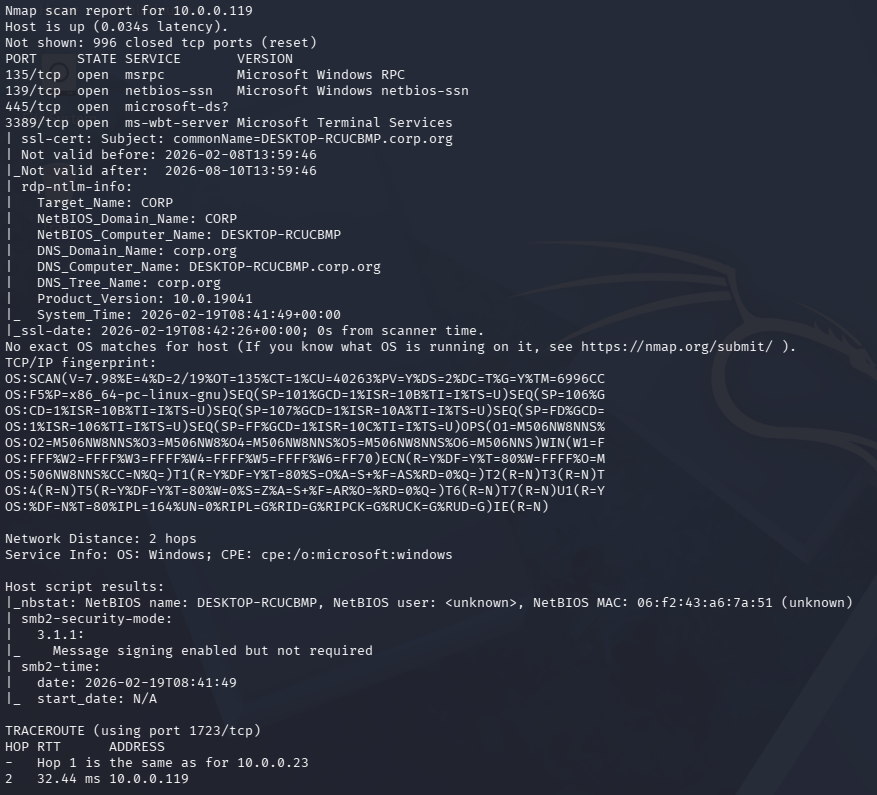 Nmap scan report for 10.0.0.119
Host is up (0.034s latency).
Not shown: 996 closed tcp ports (reset)
PORT     STATE SERVICE       VERSION
135/tcp  open  msrpc         Microsoft Windows RPC
139/tcp  open  netbios-ssn   Microsoft Windows netbios-ssn
445/tcp  open  microsoft-ds?
3389/tcp open  ms-wbt-server Microsoft Terminal Services
| ssl-cert: Subject: commonName=DESKTOP-RCUCBMP.corp.org
| Not valid before: 2026-02-08T13:59:46
|_Not valid after:  2026-08-10T13:59:46
| rdp-ntlm-info:
|   Target_Name: CORP
|   NetBIOS_Domain_Name: CORP
|   NetBIOS_Computer_Name: DESKTOP-RCUCBMP
|   DNS_Domain_Name: corp.org
|   DNS_Computer_Name: DESKTOP-RCUCBMP.corp.org
|   DNS_Tree_Name: corp.org
|   Product_Version: 10.0.19041
|_  System_Time: 2026-02-19T08:41:49+00:00
|_ssl-date: 2026-02-19T08:42:26+00:00; 0s from scanner time.
No exact OS matches for host (If you know what OS is running on it, see https://nmap.org/submit/ ).
TCP/IP fingerprint:
OS:SCAN(V=7.98%E=4%D=2/19%OT=135%CT=1%CU=40263%PV=Y%DS=2%DC=T%G=Y%TM=6996CC
OS:F5%P=x86_64-pc-linux-gnu)SEQ(SP=101%GCD=1%ISR=10B%TI=I%TS=U)SEQ(SP=106%G
OS:CD=1%ISR=10B%TI=I%TS=U)SEQ(SP=107%GCD=1%ISR=10A%TI=I%TS=U)SEQ(SP=FD%GCD=
OS:1%ISR=106%TI=I%TS=U)SEQ(SP=FF%GCD=1%ISR=10C%TI=I%TS=U)OPS(O1=M506NW8NNS%
OS:O2=M506NW8NNS%O3=M506NW8%O4=M506NW8NNS%O5=M506NW8NNS%O6=M506NNS)WIN(W1=F
OS:FFF%W2=FFFF%W3=FFFF%W4=FFFF%W5=FFFF%W6=FF70)ECN(R=Y%DF=Y%T=80%W=FFFF%O=M
OS:506NW8NNS%CC=N%Q=)T1(R=Y%DF=Y%T=80%S=O%A=S+%F=AS%RD=0%Q=)T2(R=N)T3(R=N)T
OS:4(R=N)T5(R=Y%DF=Y%T=80%W=0%S=Z%A=S+%F=AR%O=%RD=0%Q=)T6(R=N)T7(R=N)U1(R=Y
OS:%DF=N%T=80%IPL=164%UN=0%RIPL=G%RID=G%RIPCK=G%RUCK=G%RUD=G)IE(R=N)

Network Distance: 2 hops
Service Info: OS: Windows; CPE: cpe:/o:microsoft:windows

Host script results:
|_nbstat: NetBIOS name: DESKTOP-RCUCBMP, NetBIOS user: <unknown>, NetBIOS MAC: 06:f2:43:a6:7a:51 (unknown)
| smb2-security-mode:
|   3.1.1:
|_    Message signing enabled but not required
| smb2-time:
|   date: 2026-02-19T08:41:49
|_  start_date: N/A

TRACEROUTE (using port 1723/tcp)
HOP RTT      ADDRESS
-   Hop 1 is the same as for 10.0.0.23
2   32.44 ms 10.0.0.119